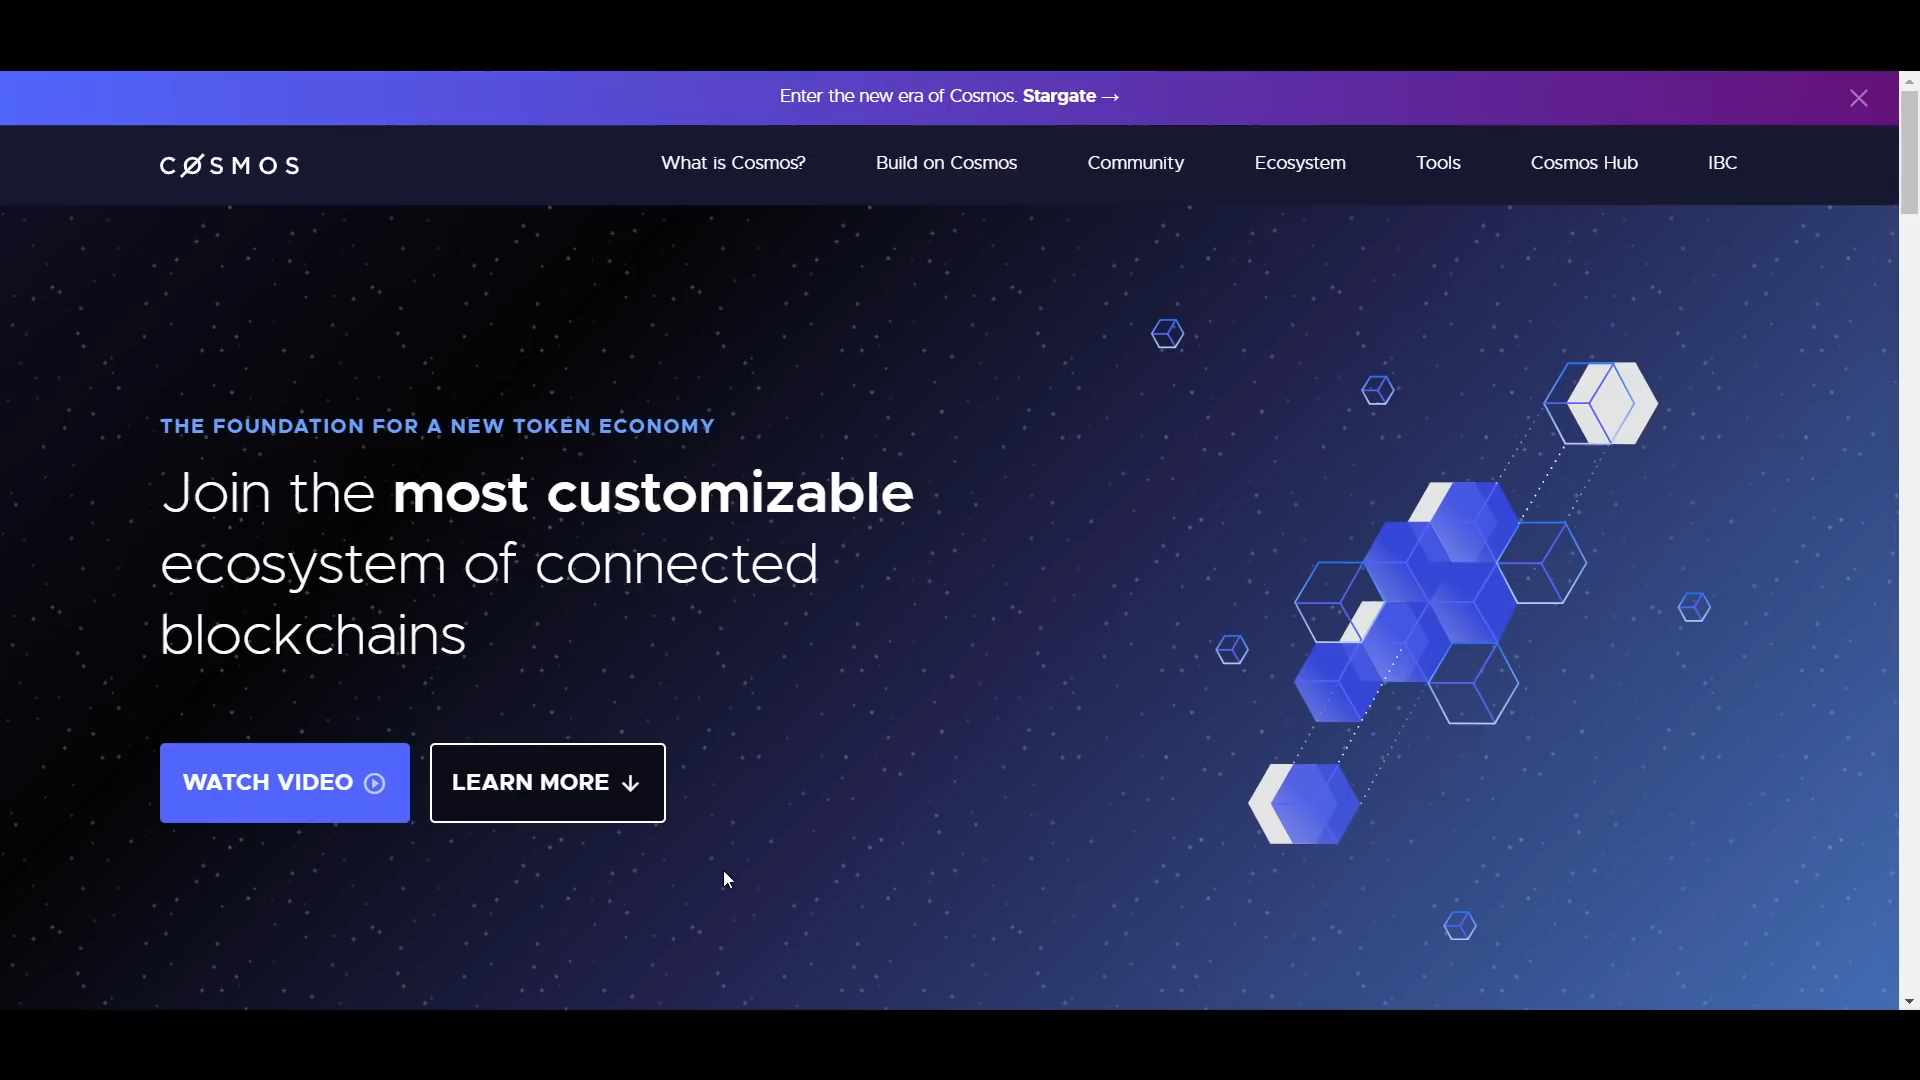 Enter the new era of Cosmos. Stargate →
CØSMOS
What is Cosmos? Build on Cosmos Community Ecosystem Tools Cosmos Hub IBC
THE FOUNDATION FOR A NEW TOKEN ECONOMY
Join the most customizable
ecosystem of connected
blockchains
WATCH VIDEO
LEARN MORE ↓